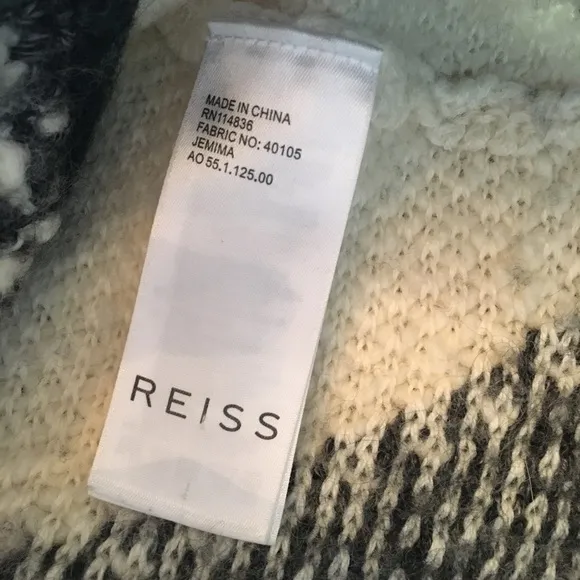 MADE IN CHINA
RN114836
FABRIC NO: 40105
JEMIMA
AO 55.1.125.00
REISS